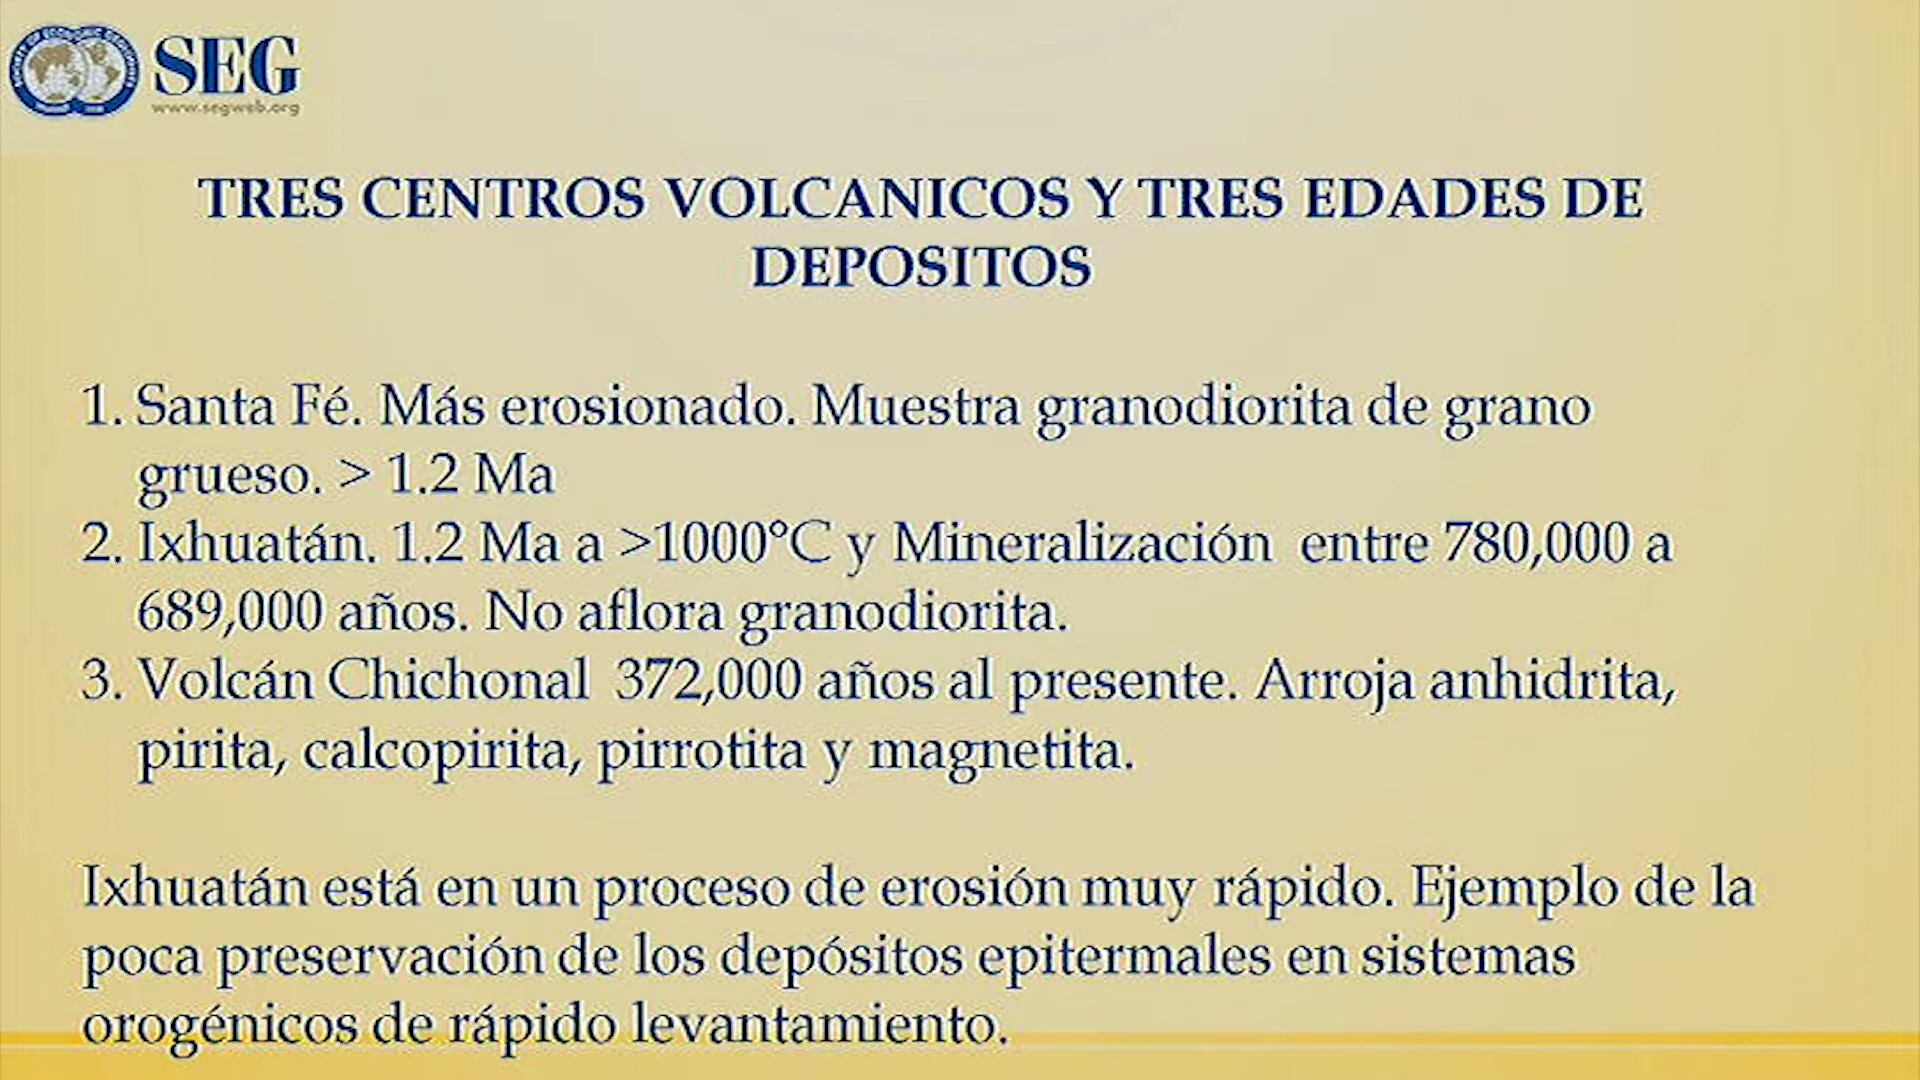 SEG
www.segweb.org
TRES CENTROS VOLCANICOS Y TRES EDADES DE
DEPOSITOS
1. Santa Fé. Más erosionado. Muestra granodiorita de grano
grueso. > 1.2 Ma
2. Ixhuatán. 1.2 Ma a >1000°C y Mineralización entre 780,000 a
689,000 años. No aflora granodiorita.
3. Volcán Chichonal 372,000 años al presente. Arroja anhidrita,
pirita, calcopirita, pirrotita y magnetita.
Ixhuatán está en un proceso de erosión muy rápido. Ejemplo de la
poca preservación de los depósitos epitermales en sistemas
orogénicos de rápido levantamiento.